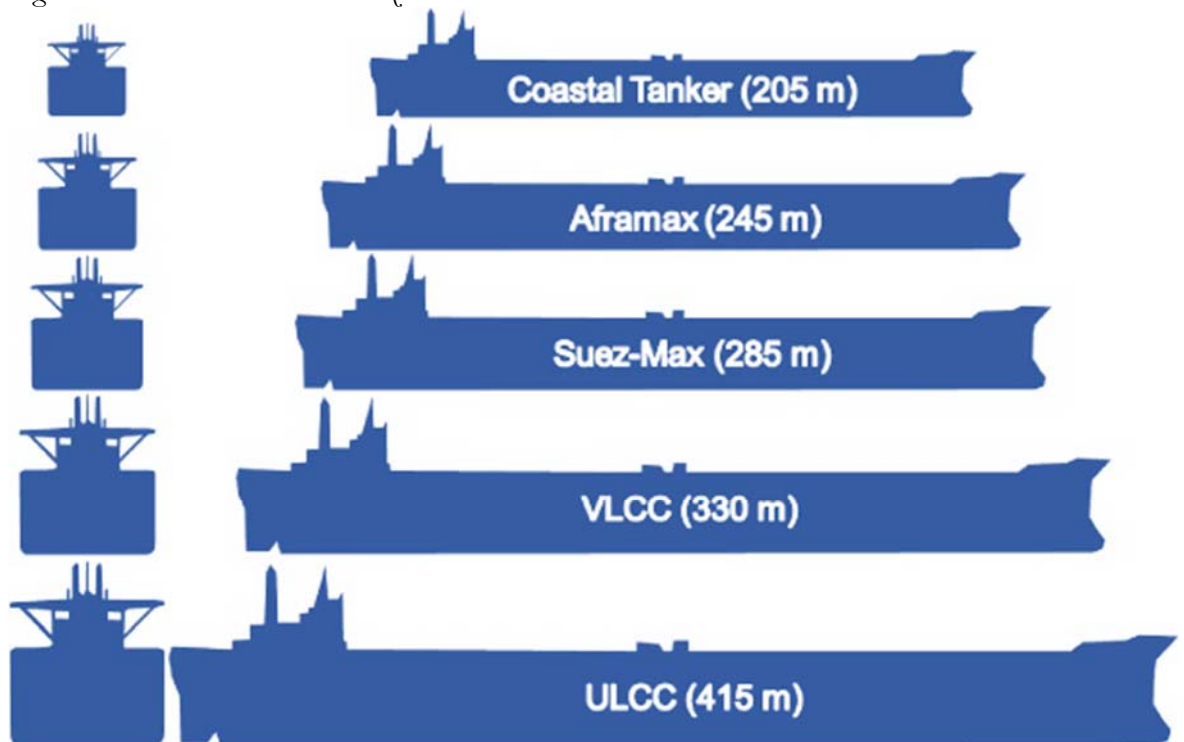 Coastal Tanker (205 m)
Aframax (245 m)
Suez-Max (285 m)
VLCC (330 m)
ULCC (415 m)